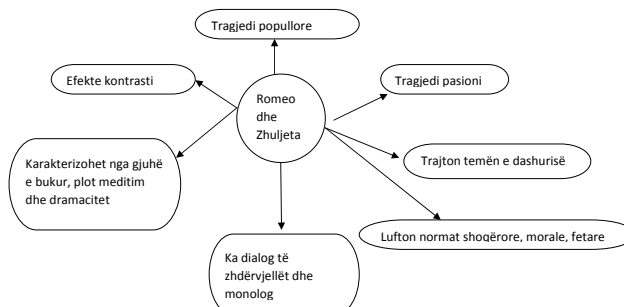 Tragjedi popullore
Efekte kontrasti
Romeo
dhe
Zhuljeta
Tragjedi pasioni
Karakterizohet nga gjuhë
e bukur, plot meditim
dhe dramacitet
Trajton temën e dashurisë
Lufton normat shoqërore, morale, fetare
Ka dialog të
zhdërvjellët dhe
monolog